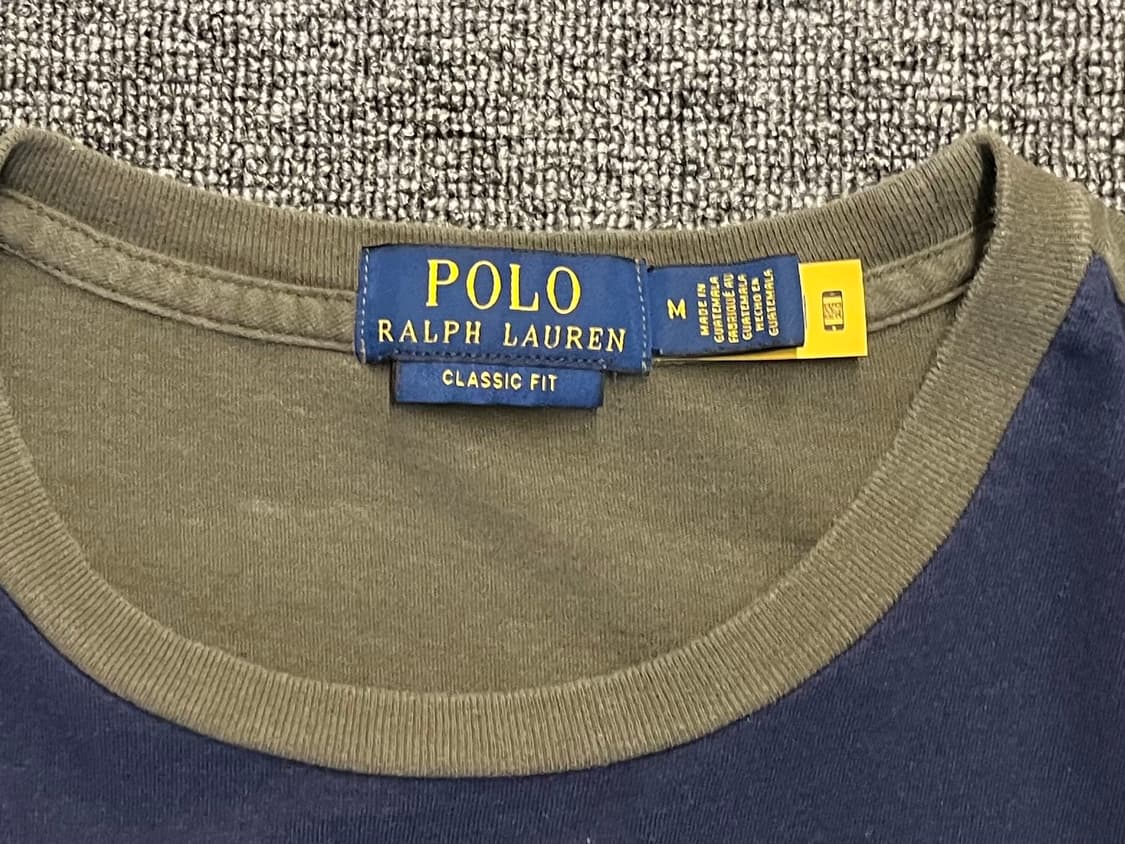 POLO
RALPH LAUREN
CLASSIC FIT
M
MADE IN
GUATEMALA
FABRIQUÉ AU
GUATEMALA
HECHO EN
GUATEMALA